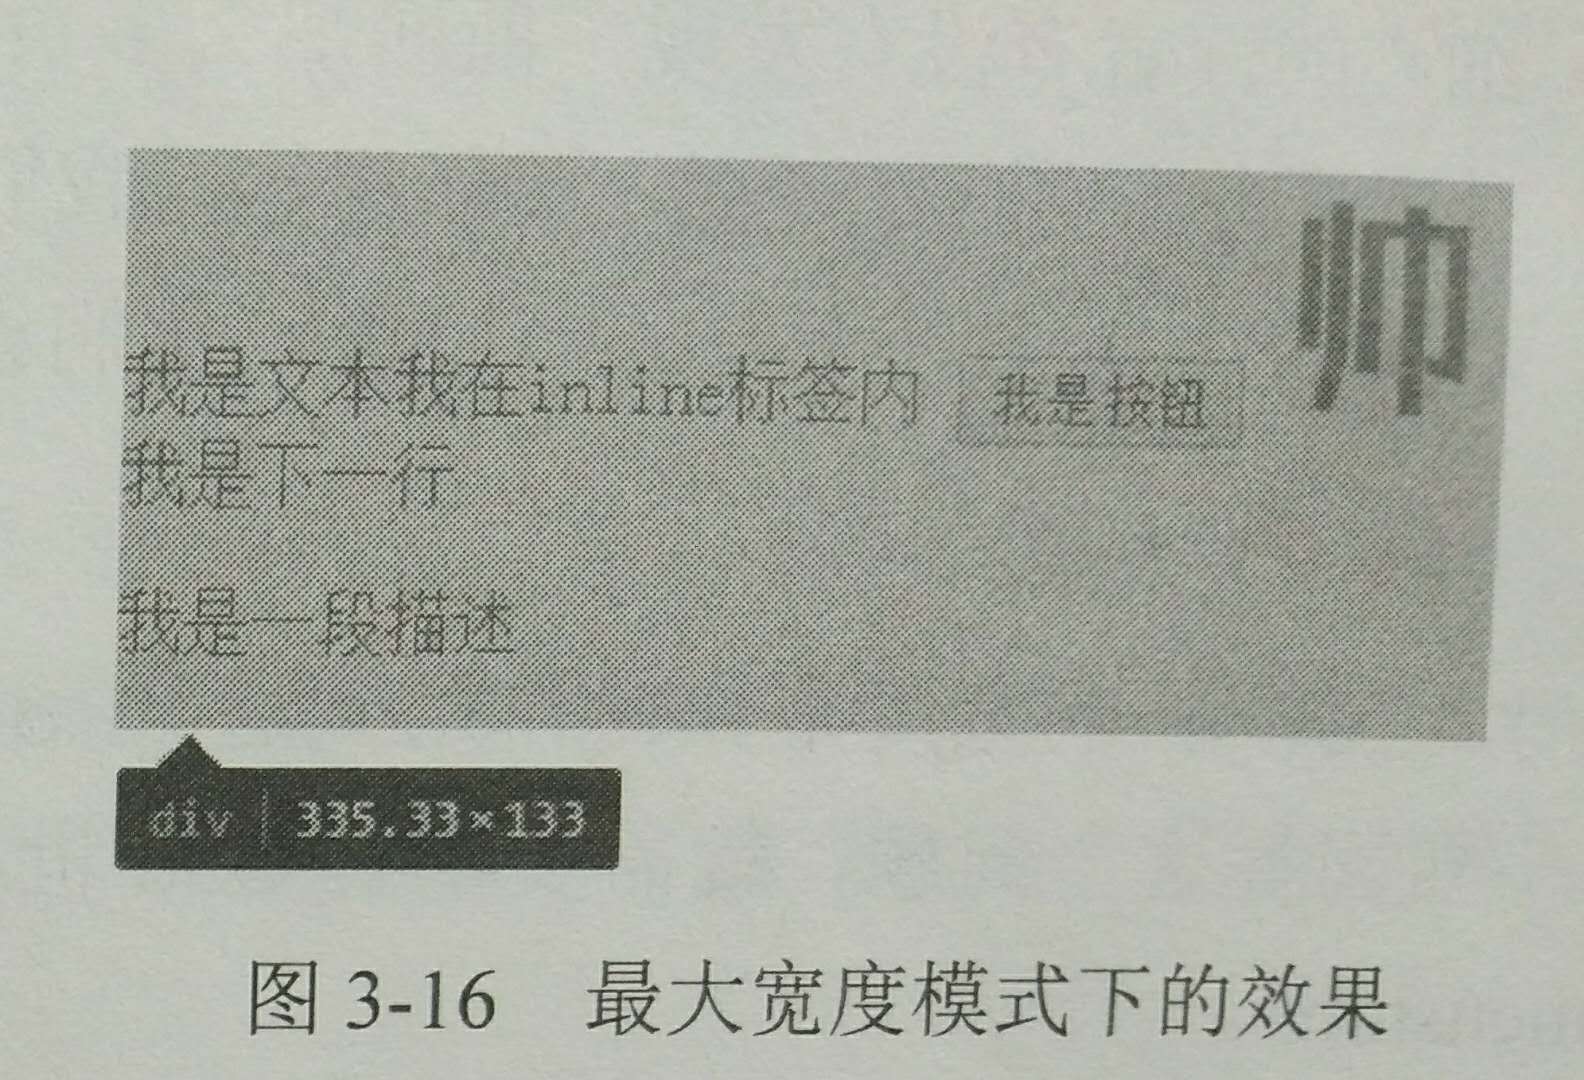 我是文本我在inline标签内 我是按钮 帅
我是下一行
我是一段描述
div | 335.33×133
图 3-16 最大宽度模式下的效果